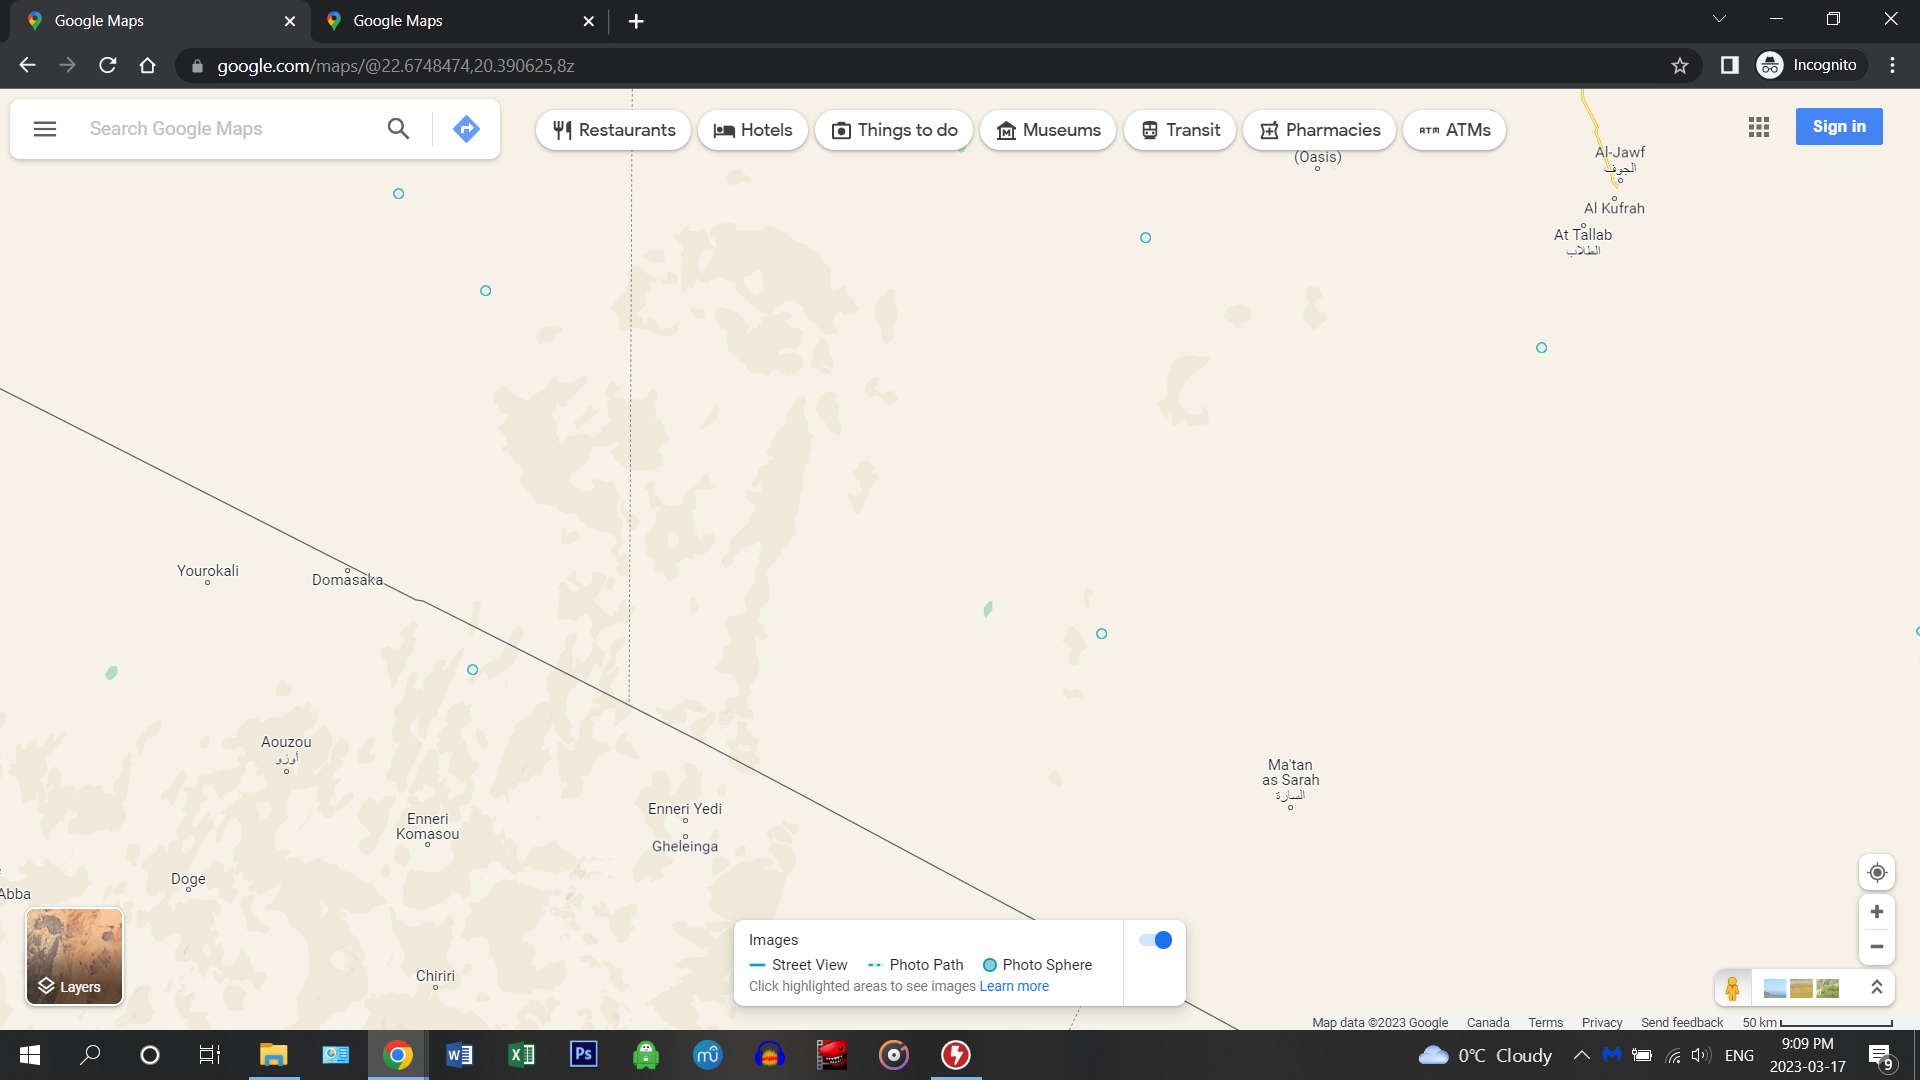 Google Maps
Google Maps
google.com/maps/@22.6748474,20.390625,8z
Incognito
Search Google Maps
Restaurants
Hotels
Things to do
Museums
Transit
Pharmacies
ATM ATMs
Sign in
(Oasis)
Al-Jawf
الجوف
Al Kufrah
At Tallab
الطلاب
Yourokali
Domasaka
Aouzou
أوزو
Ma'tan
as Sarah
السارة
Enneri Yedi
Enneri
Komasou
Gheleinga
Doge
Abba
Chiriri
Layers
Images
Street View
Photo Path
Photo Sphere
Click highlighted areas to see images Learn more
Map data ©2023 Google
Canada
Terms
Privacy
Send feedback
50 km
W
X
Ps
mü
0°C Cloudy
ENG
9:09 PM
2023-03-17
9